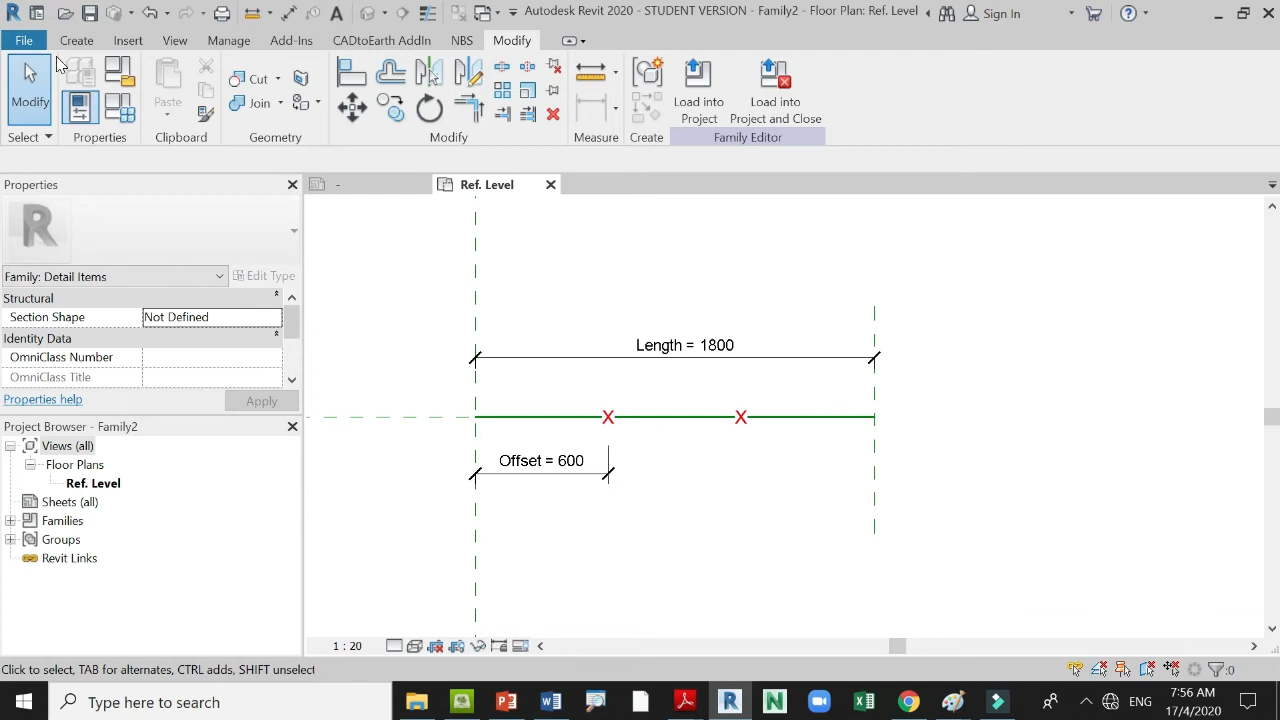 Autodesk Revit 2020 - STUDENT VERSION - Family2 - Floor Plan: Ref. Level
Sign In
File Create Insert View Manage Add-Ins CADtoEarth AddIn NBS Modify
Modify
Paste
Cut
Join
Load into
Project
Load into
Project and Close
Select Properties Clipboard Geometry Modify Measure Create Family Editor
Properties
- Ref. Level
R
Family: Detail Items Edit Type
Structural
Section Shape Not Defined
Identity Data
OmniClass Number
OmniClass Title
Properties help Apply
Project Browser - Family2
Views (all)
Floor Plans
Ref. Level
Sheets (all)
Families
Groups
Revit Links
Length = 1800
X X
Offset = 600
1 : 20
Click to select, TAB for alternates, CTRL adds, SHIFT unselect
:0
Type here to search
ENG
7:56 AM
17/4/2020